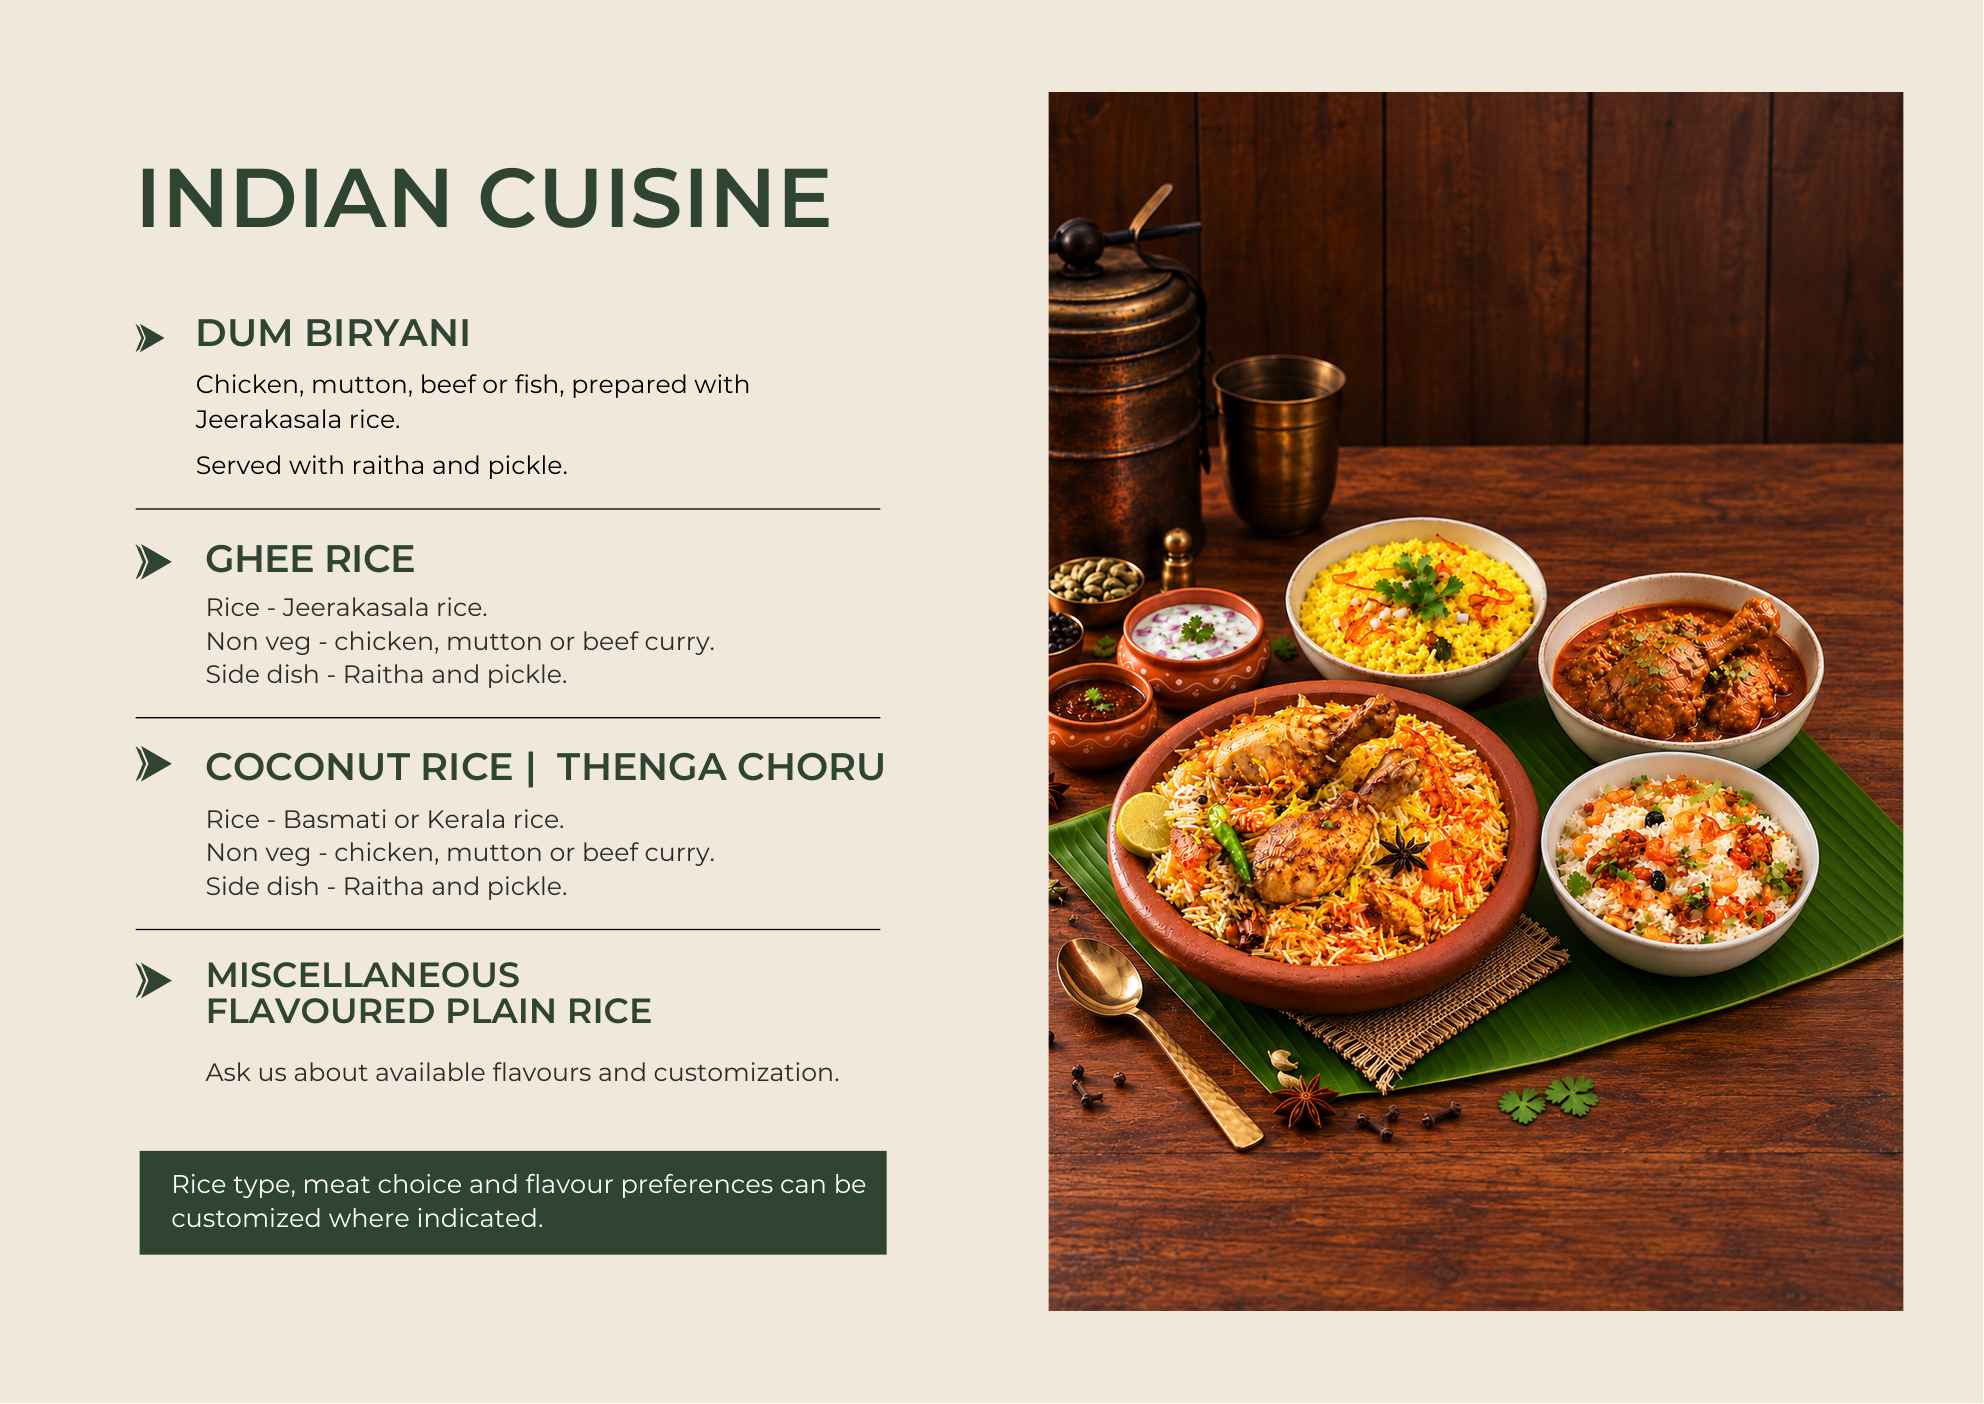 INDIAN CUISINE
DUM BIRYANI
Chicken, mutton, beef or fish, prepared with
Jeerakasala rice.
Served with raitha and pickle.
GHEE RICE
Rice - Jeerakasala rice.
Non veg - chicken, mutton or beef curry.
Side dish - Raitha and pickle.
COCONUT RICE | THENGA CHORU
Rice - Basmati or Kerala rice.
Non veg - chicken, mutton or beef curry.
Side dish - Raitha and pickle.
MISCELLANEOUS
FLAVOURED PLAIN RICE
Ask us about available flavours and customization.
Rice type, meat choice and flavour preferences can be
customized where indicated.